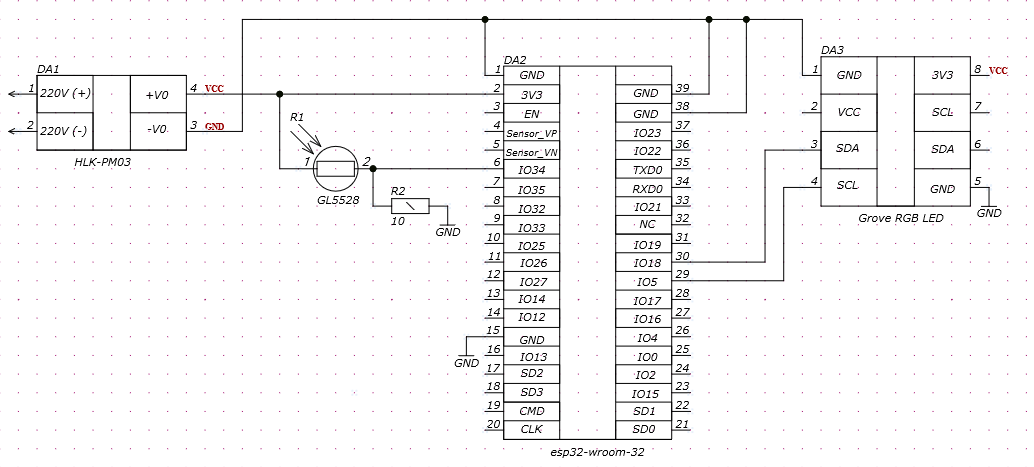 DA1
1 220V (+) +V0 4 VCC
2 220V (-) -V0 3 GND
HLK-PM03
R1
1 2
GL5528
R2
10
GND
DA2
1 GND
2 3V3 GND 39
3 EN GND 38
4 Sensor_VP IO23 37
5 Sensor_VN IO22 36
6 IO34 TXD0 35
7 IO35 RXD0 34
8 IO32 IO21 33
9 IO33 NC 32
10 IO25 IO19 31
11 IO26 IO18 30
12 IO27 IO5 29
13 IO14 IO17 28
14 IO12 IO16 27
15 GND IO4 26
GND
16 IO13 IO0 25
17 SD2 IO2 24
18 SD3 IO15 23
19 CMD SD1 22
20 CLK SD0 21
esp32-wroom-32
DA3
1 GND 3V3 8 VCC
2 VCC SCL 7
3 SDA SDA 6
4 SCL GND 5
GND
Grove RGB LED